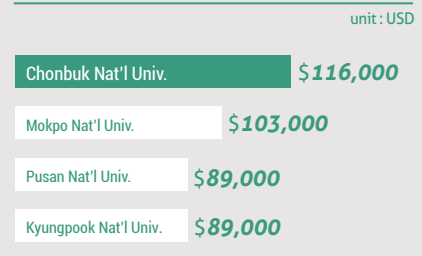 unit : USD
Chonbuk Nat'l Univ. $116,000
Mokpo Nat'l Univ. $103,000
Pusan Nat'l Univ. $89,000
Kyungpook Nat'l Univ. $89,000